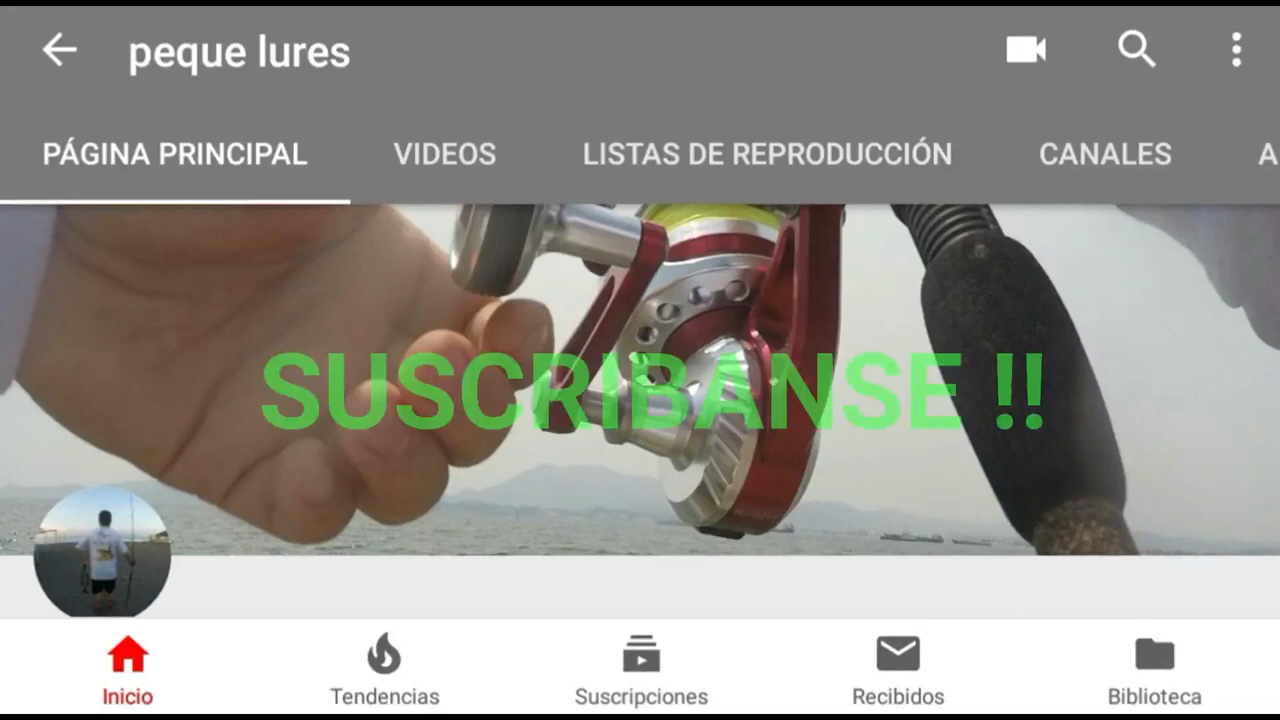 peque lures
PÁGINA PRINCIPAL
VIDEOS
LISTAS DE REPRODUCCIÓN
CANALES
A
SUSCRIBANSE !!
Inicio
Tendencias
Suscripciones
Recibidos
Biblioteca